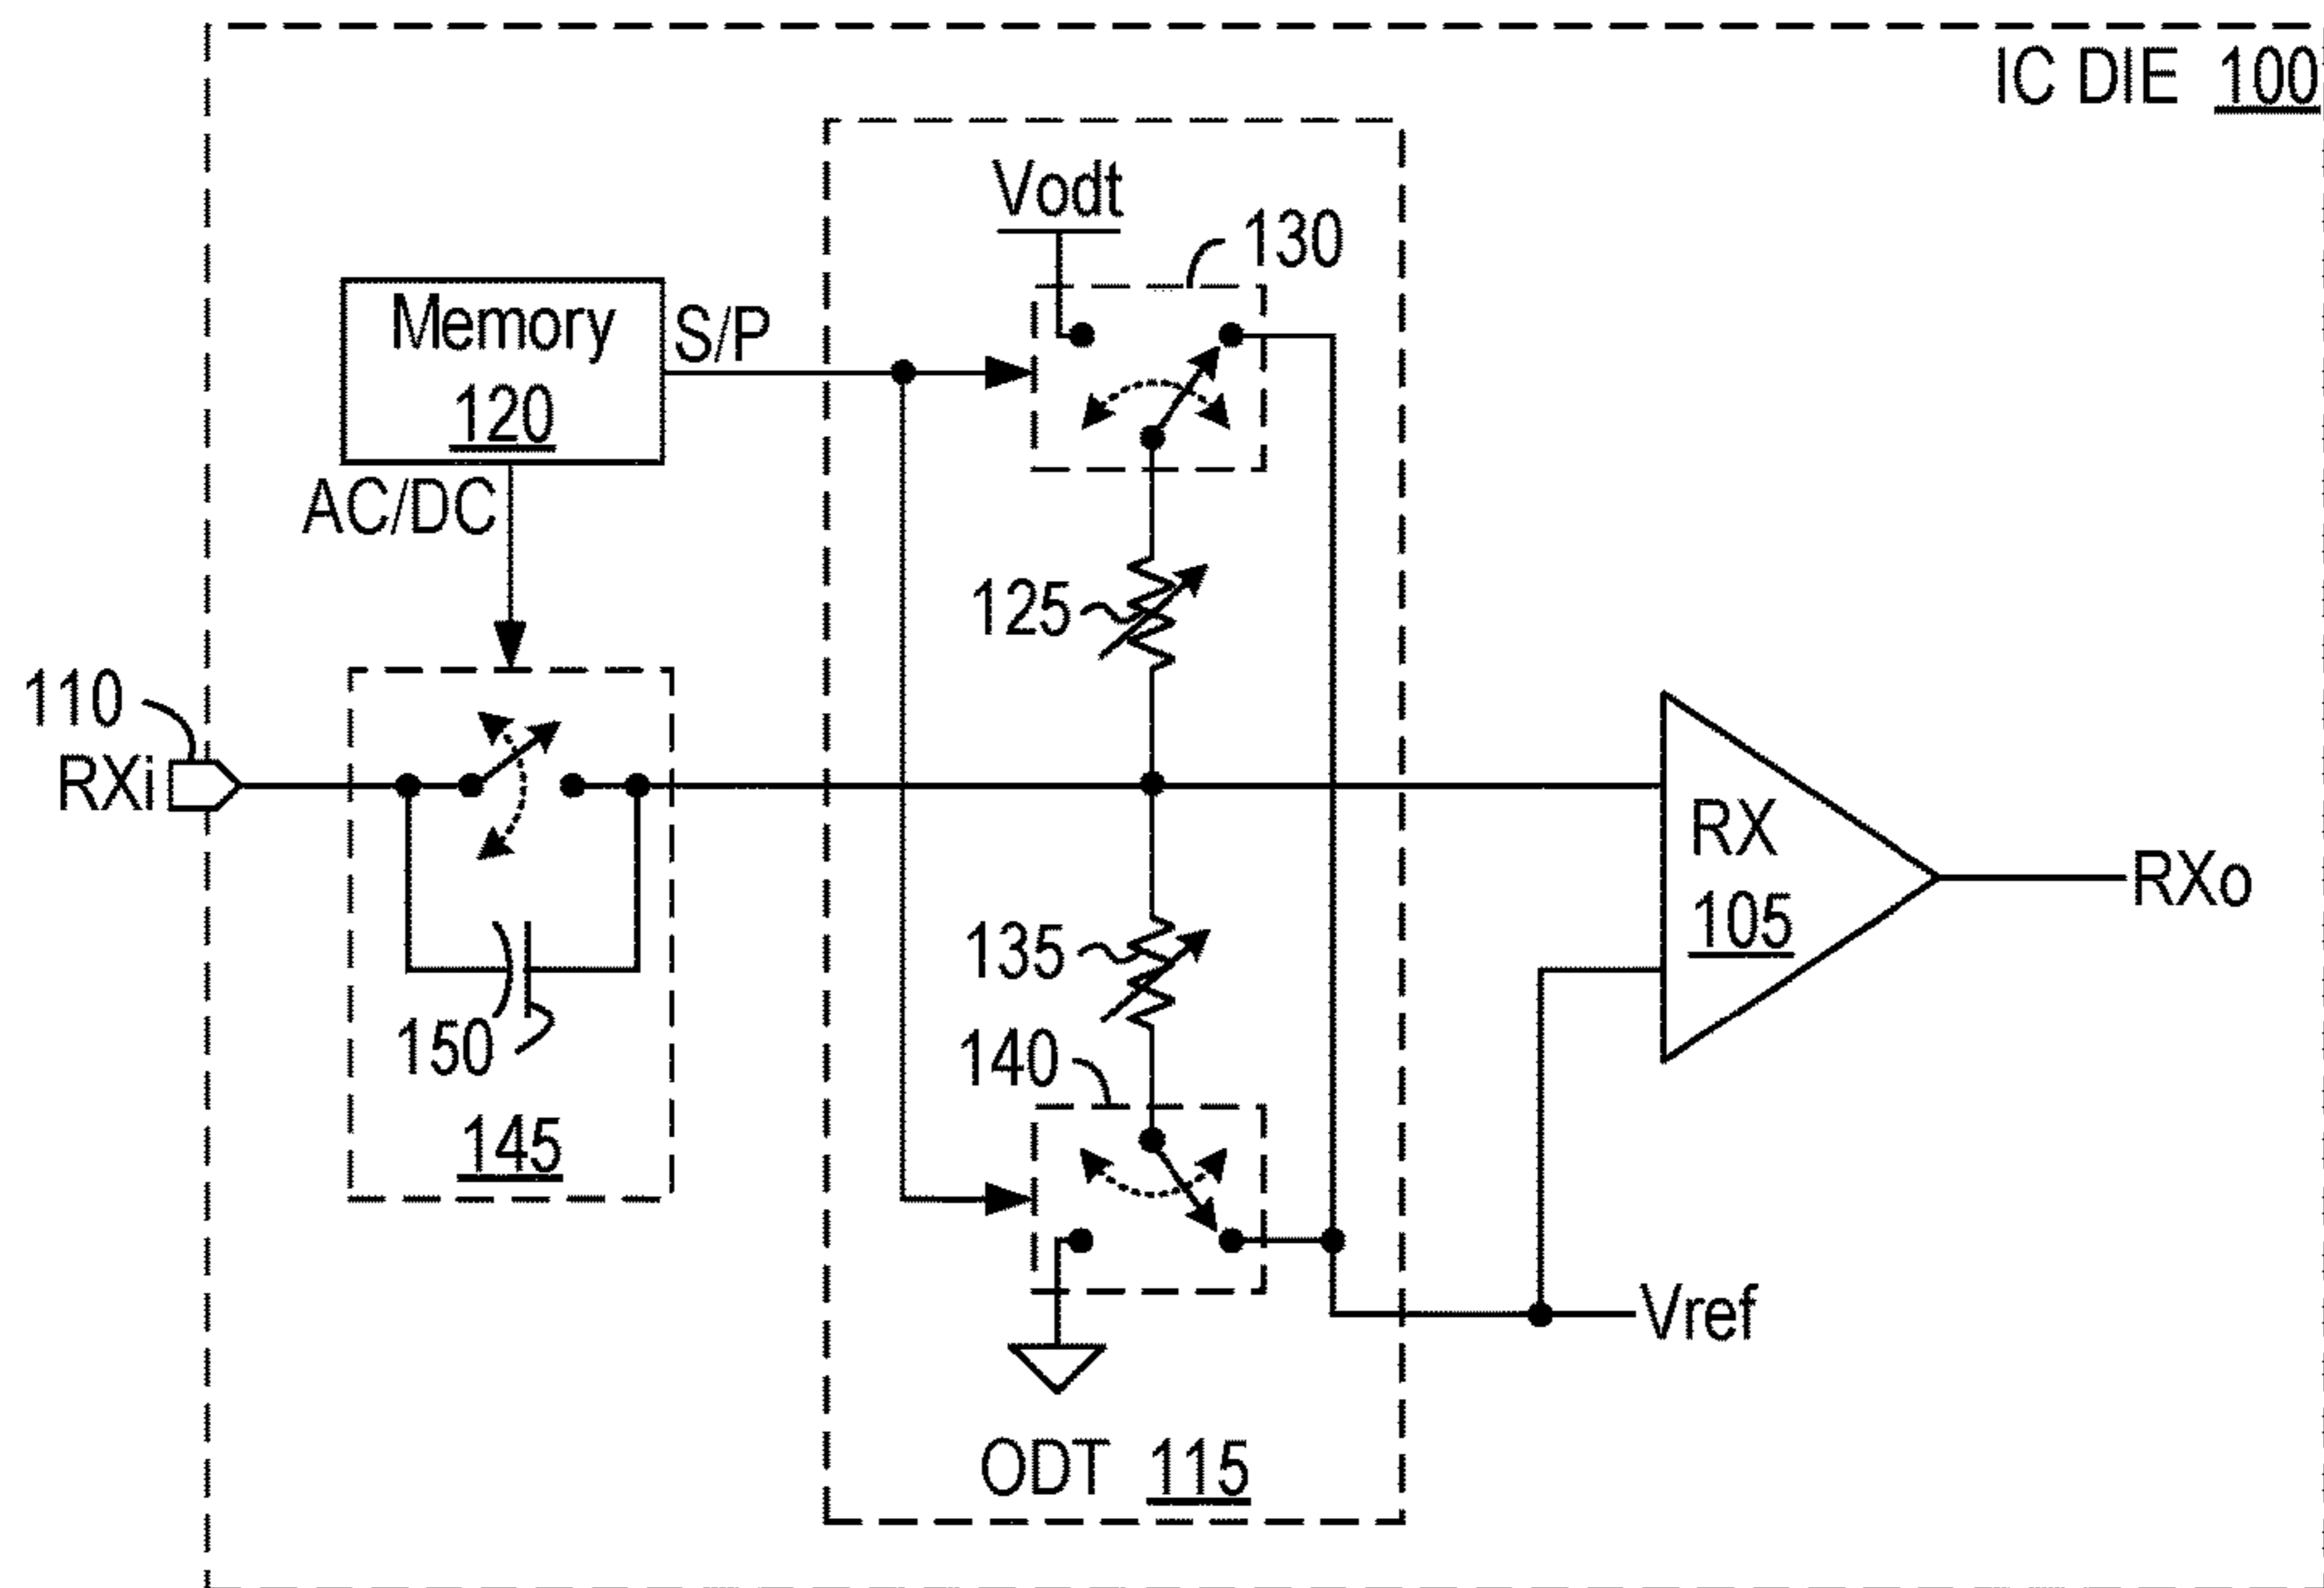 IC DIE 100
Vodt
130
Memory
120
S/P
AC/DC
125
110
RXi
RX
105
RXo
135
150
140
145
Vref
ODT 115